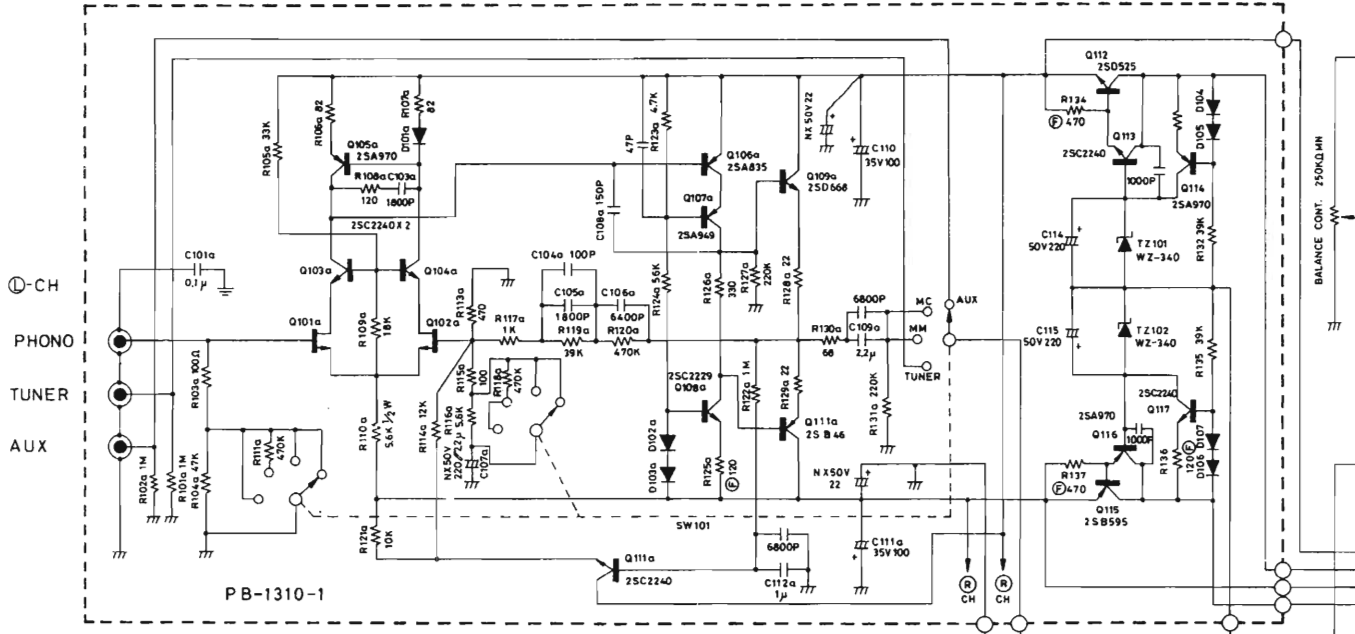 Ⓛ-CH
PHONO
TUNER
AUX
C101a
0,1μ
R103a 100Ω
R102a 1M
R101a 1M
R104a 47K
R111a
470K
PB-1310-1
R105a 33K
R106a 82
R107a
82
D101a
Q105a
2SA970
R108a
120
C103a
1800P
2SC2240X2
Q103a
Q104a
Q101a
Q102a
R109a
18K
R110a
5.6K ½W
R121a
10K
R113a
470
R114a 12K
R115a
100
R116a 5.6K
NX50V
220/2.2μ
C107a
R118a
470K
R117a
1K
C104a 100P
C105a
1800P
R119a
39K
C106a
6400P
R120a
470K
47P
R123a 4.7K
Q106a
2SA835
Q107a
2SA949
C108a 150P
R124a 56K
R126a
330
R127a
220K
Q109a
2SD668
R128a 22
NX50V 22
C110
35V100
2SC2229
Q108a
D102a
D103a
R125a
Ⓕ120
R122a 1M
R129a 22
Q111a
2SB46
R130a
68
6800P
C109a
2,2μ
R131a 220K
MC
MM
AUX
TUNER
SW101
NX50V
22
Q111a
2SC2240
6800P
C112a
1μ
C111a
35V100
Ⓡ
CH
Ⓡ
CH
Q112
2SD525
R134
Ⓕ 470
Q113
2SC2240
1000P
D104
D105
Q114
2SA970
C114
50V220
TZ101
WZ-340
R132 39K
C115
50V220
TZ102
WZ-340
R135 39K
2SC2240
Q117
2SA970
Q116
1000P
R136
120Ⓕ
D107
D106
R137
Ⓕ470
Q115
2SB595
BALANCE CONT. 250KΩMN